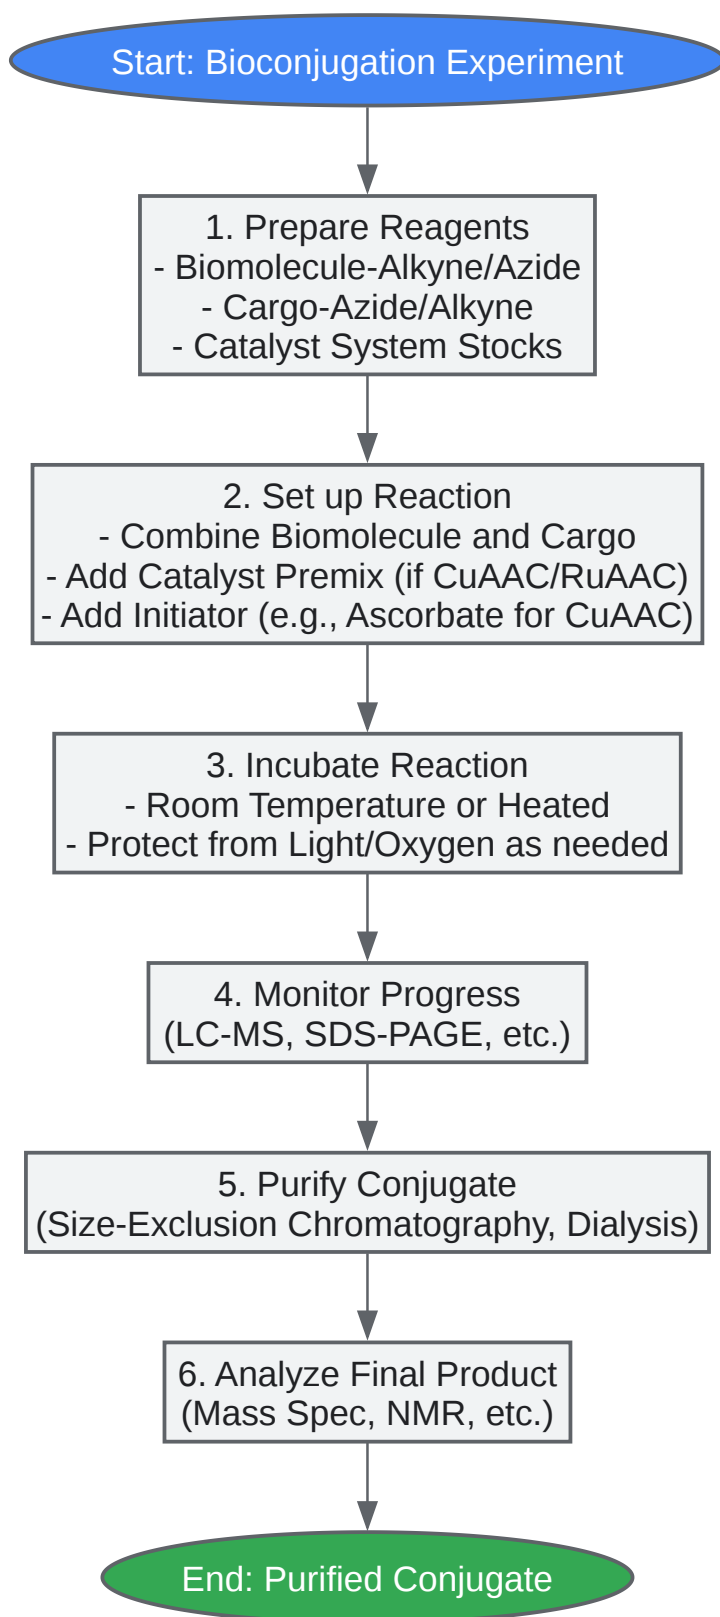 Start: Bioconjugation Experiment
1. Prepare Reagents
- Biomolecule-Alkyne/Azide
- Cargo-Azide/Alkyne
- Catalyst System Stocks
2. Set up Reaction
- Combine Biomolecule and Cargo
- Add Catalyst Premix (if CuAAC/RuAAC)
- Add Initiator (e.g., Ascorbate for CuAAC)
3. Incubate Reaction
- Room Temperature or Heated
- Protect from Light/Oxygen as needed
4. Monitor Progress
(LC-MS, SDS-PAGE, etc.)
5. Purify Conjugate
(Size-Exclusion Chromatography, Dialysis)
6. Analyze Final Product
(Mass Spec, NMR, etc.)
End: Purified Conjugate